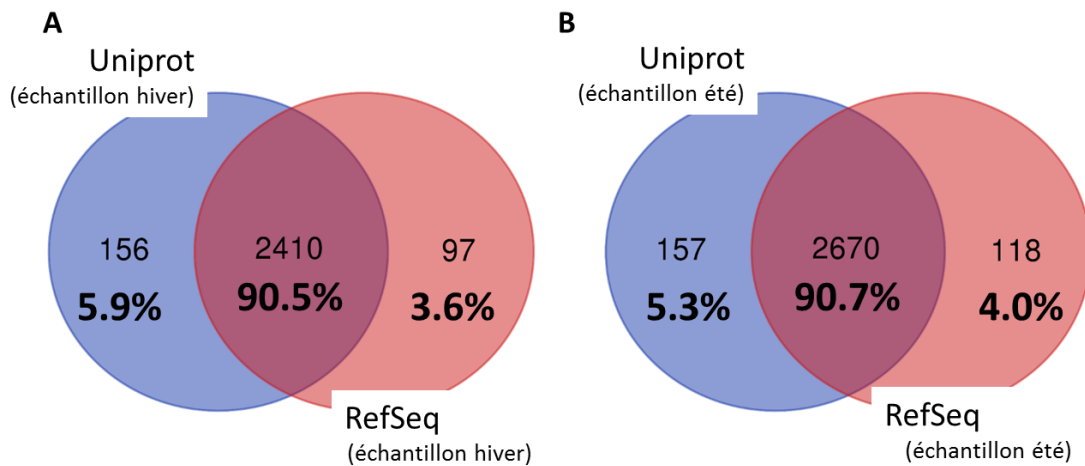 A
Uniprot
(échantillon hiver)
156
2410
97
5.9%
90.5%
3.6%
RefSeq
(échantillon hiver)
B
Uniprot
(échantillon été)
157
2670
118
5.3%
90.7%
4.0%
RefSeq
(échantillon été)